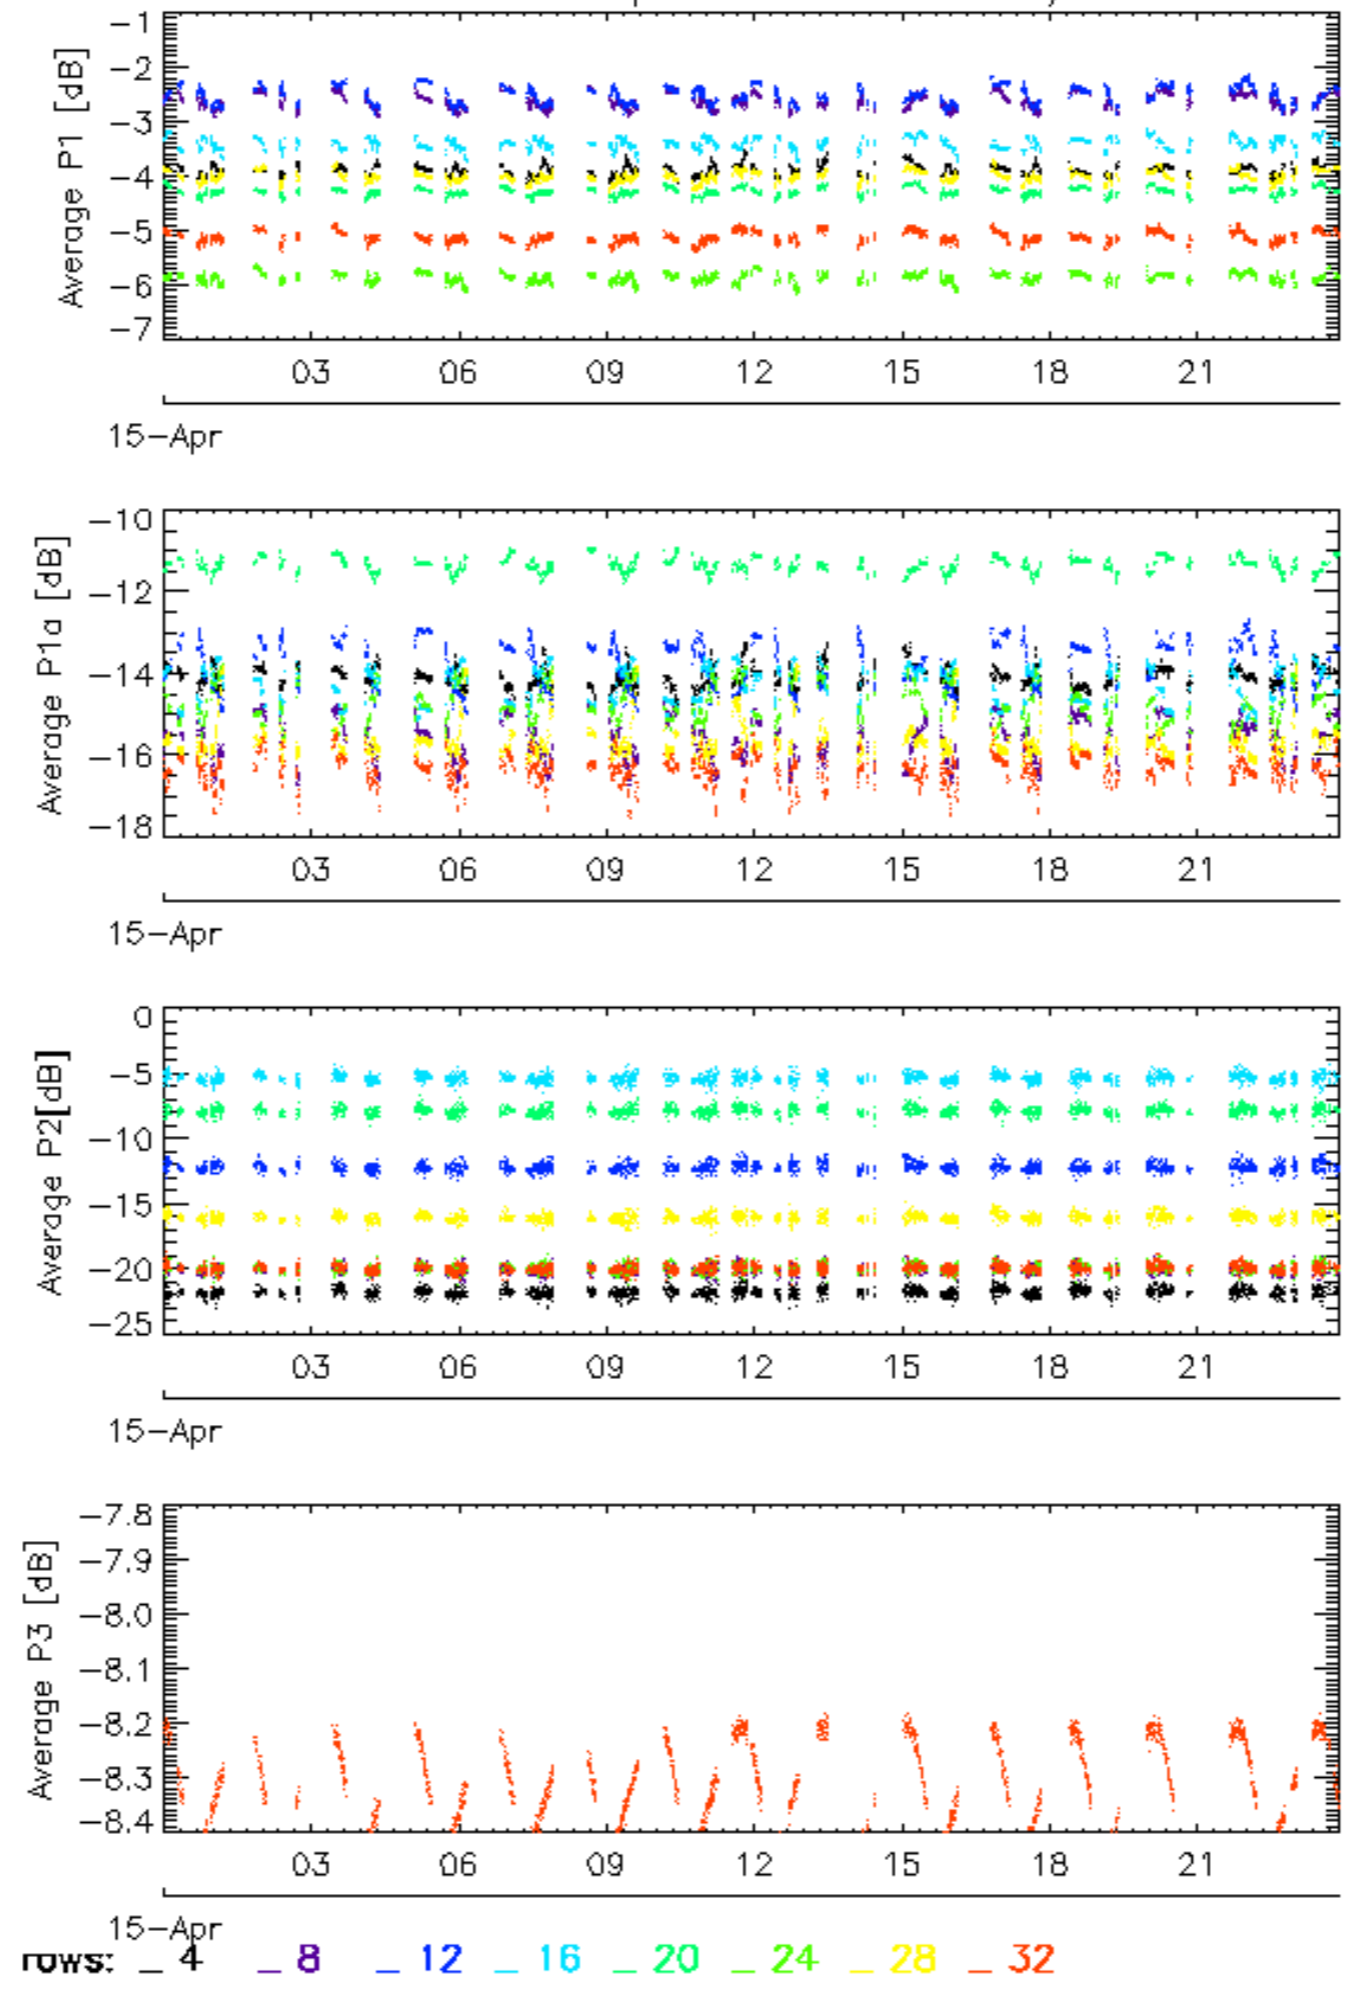 -1
-2
-3
-4
-5
-6
-7
Average P1 [dB]
03 06 09 12 15 18 21
15-Apr
-10
-12
-14
-16
-18
Average P1a [dB]
03 06 09 12 15 18 21
15-Apr
0
-5
-10
-15
-20
-25
Average P2[dB]
03 06 09 12 15 18 21
15-Apr
-7.8
-7.9
-8.0
-8.1
-8.2
-8.3
-8.4
Average P3 [dB]
03 06 09 12 15 18 21
15-Apr
rows: _ 4 _ 8 _ 12 _ 16 _ 20 _ 24 _ 28 _ 32